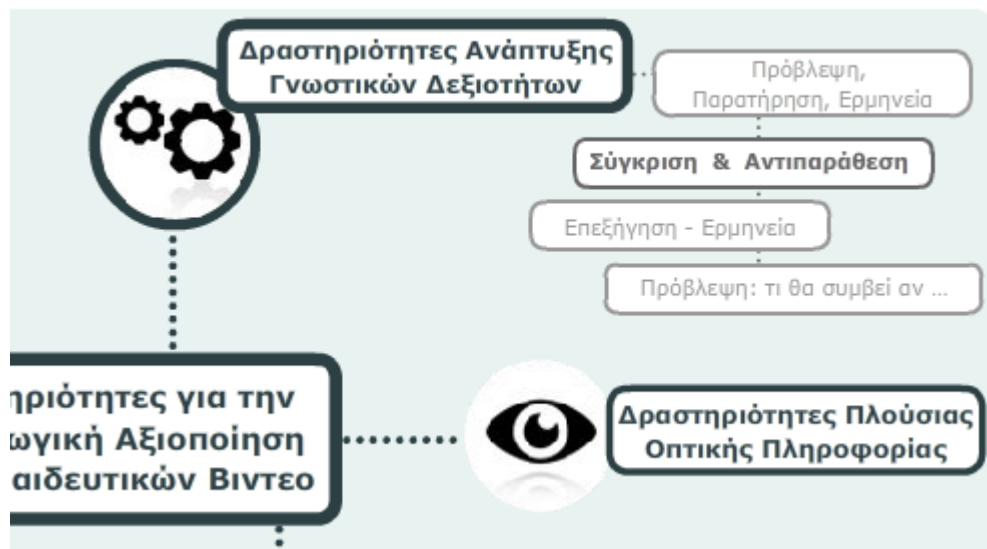 Δραστηριότητες Ανάπτυξης
Γνωστικών Δεξιοτήτων
Πρόβλεψη,
Παρατήρηση, Ερμηνεία
Σύγκριση & Αντιπαράθεση
Επεξήγηση - Ερμηνεία
Πρόβλεψη: τι θα συμβεί αν ...
ηριότητες για την
ωγική Αξιοποίηση
αιδευτικών Βιντεο
Δραστηριότητες Πλούσιας
Οπτικής Πληροφορίας